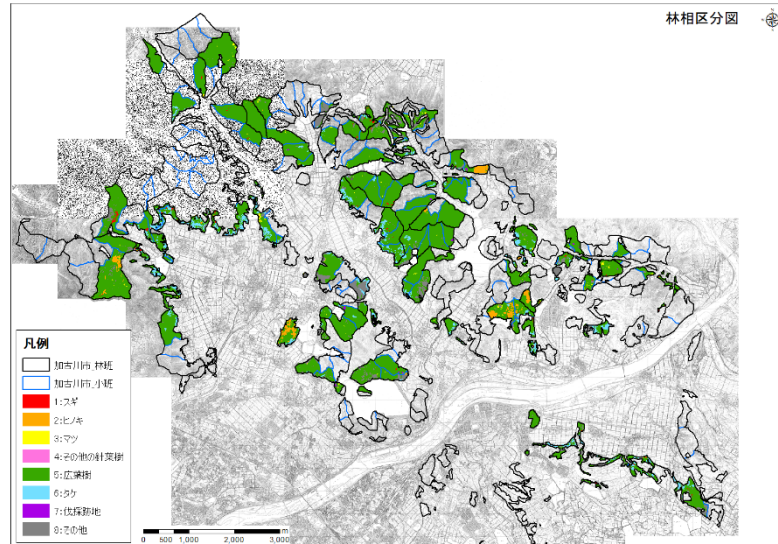 林相区分図
凡例
加古川市_林班
加古川市_小班
1:スギ
2:ヒノキ
3:マツ
4:その他の針葉樹
5:広葉樹
6:タケ
7:伐採跡地
8:その他
0 500 1,000 2,000 3,000
m